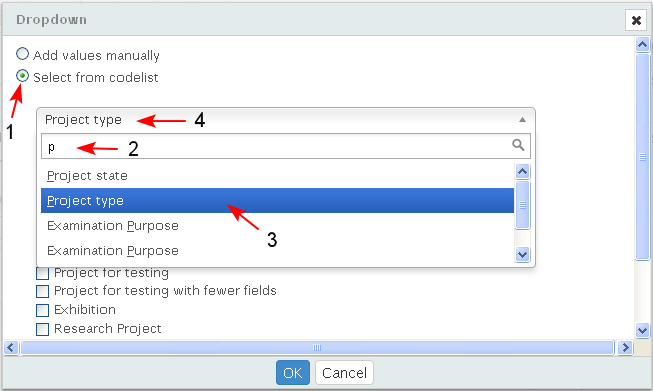 Dropdown
Add values manually
Select from codelist
1
Project type
4
p
2
Project state
Project type
Examination Purpose
3
Examination Purpose
Project for testing
Project for testing with fewer fields
Exhibition
Research Project
OK
Cancel